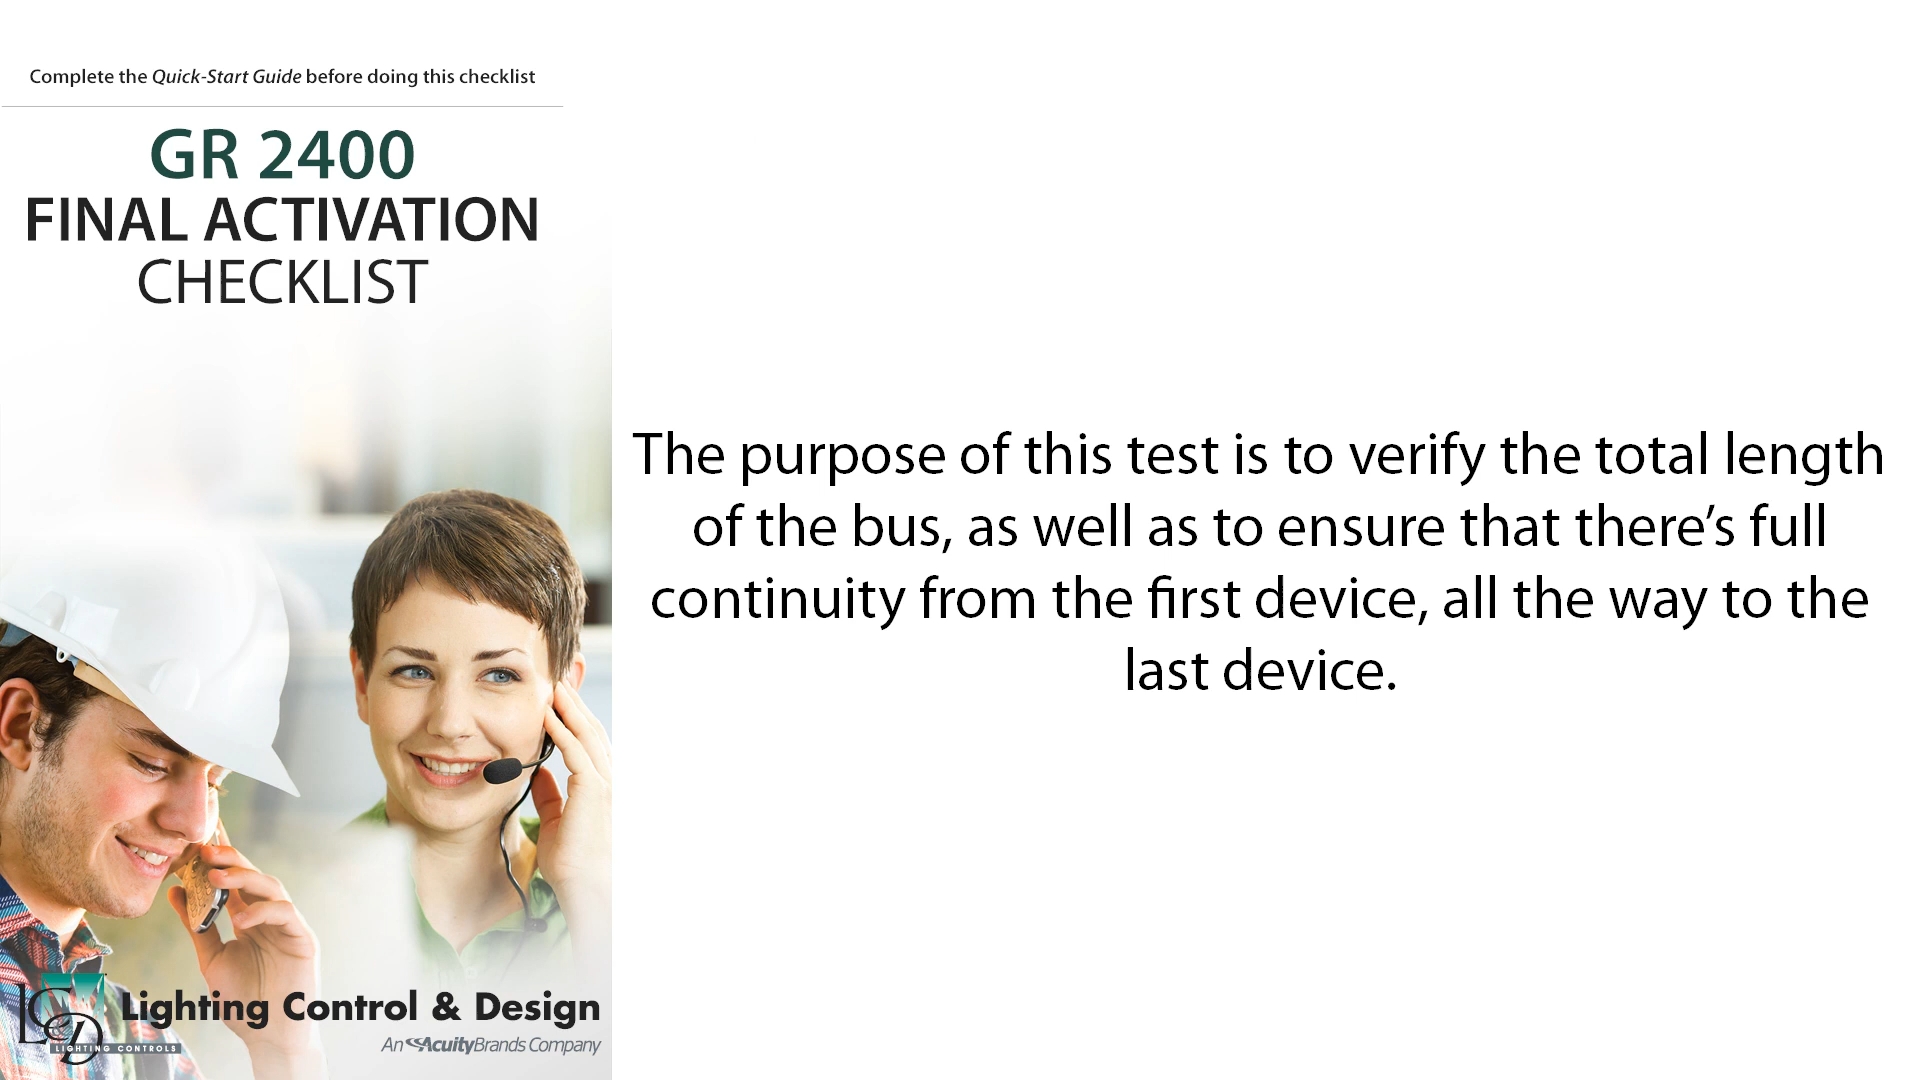 Complete the Quick-Start Guide before doing this checklist
GR 2400
FINAL ACTIVATION
CHECKLIST
The purpose of this test is to verify the total length
of the bus, as well as to ensure that there’s full
continuity from the first device, all the way to the
last device.
LC&D
LIGHTING CONTROLS
Lighting Control & Design
An AcuityBrands Company